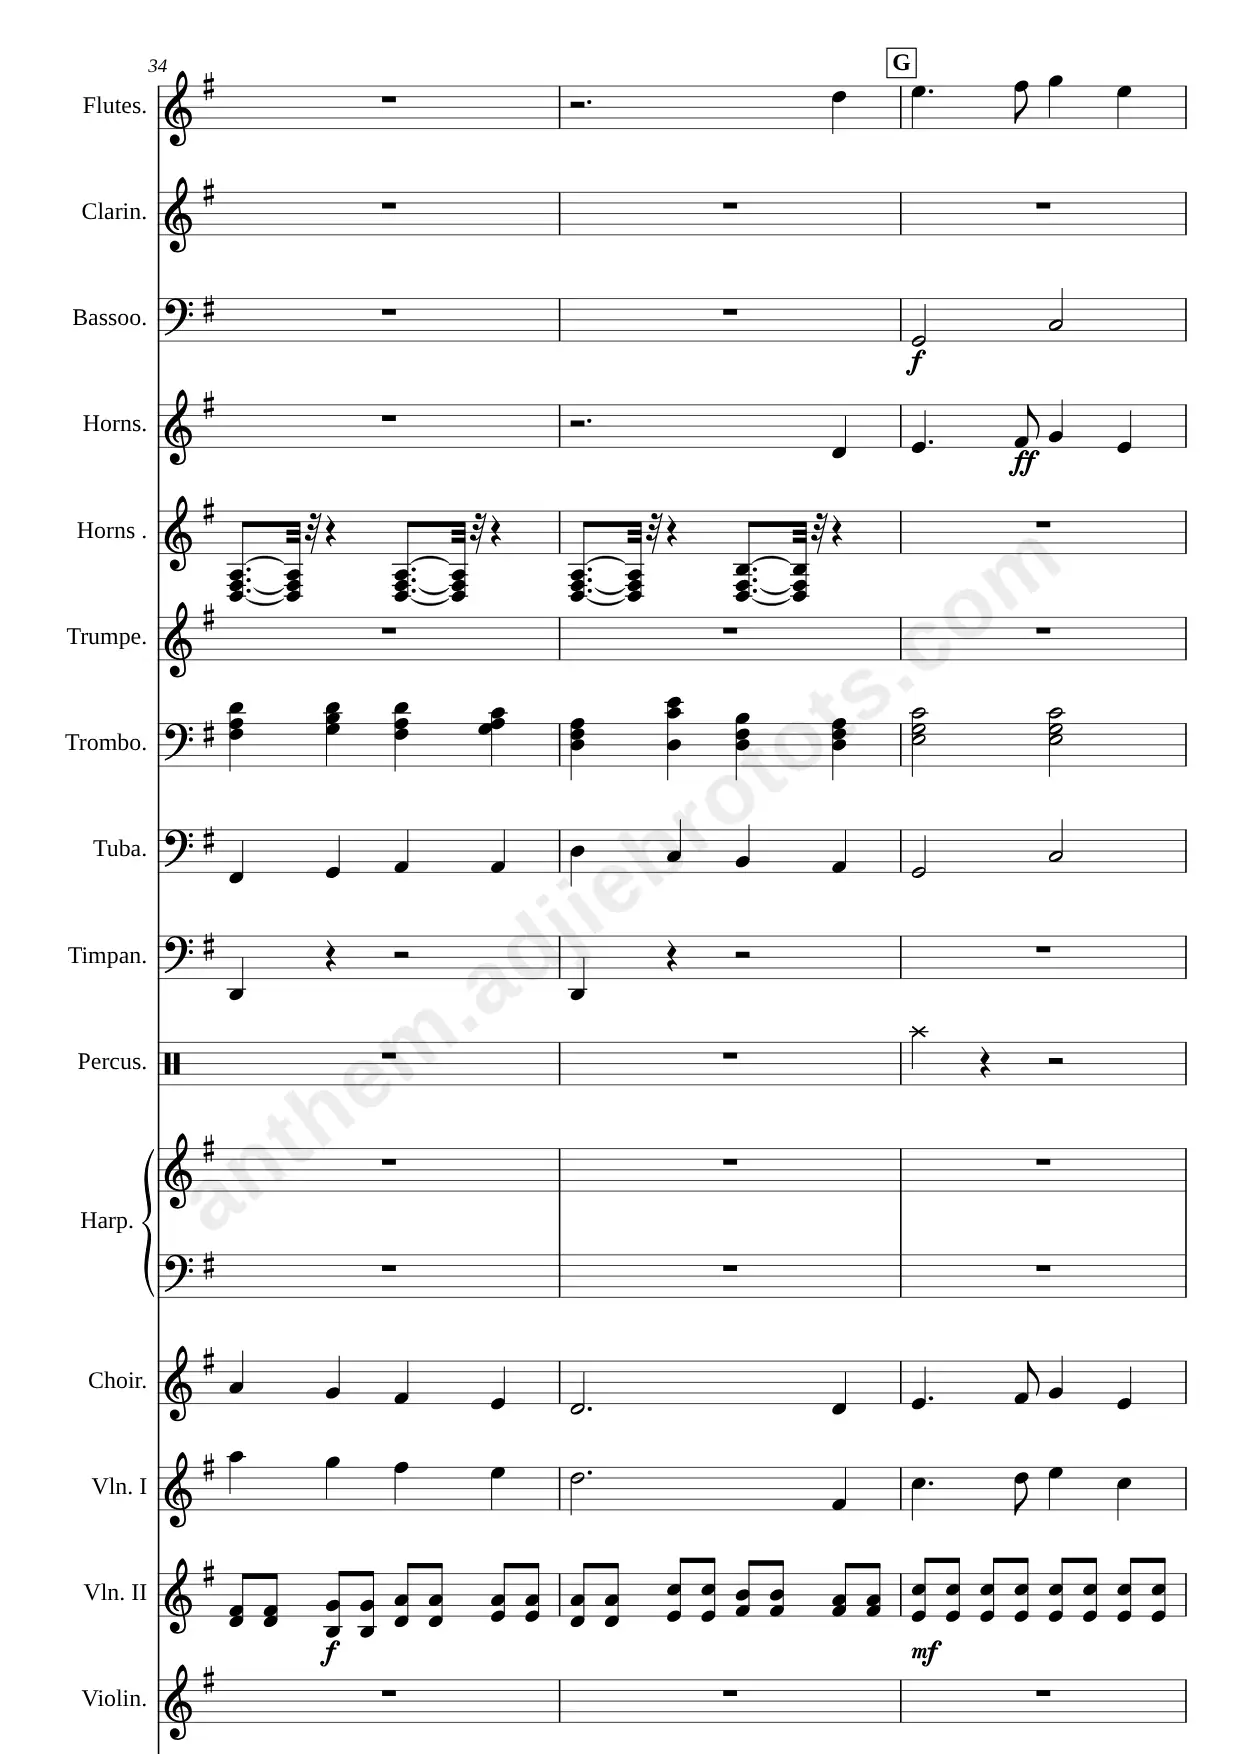 34
G
Flutes.
Clarin.
Bassoo.
f
Horns.
ff
Horns .
Trumpe.
Trombo.
Tuba.
Timpan.
Percus.
Harp.
Choir.
Vln. I
Vln. II
f
mf
Violin.
anthem.adjiebrotots.com